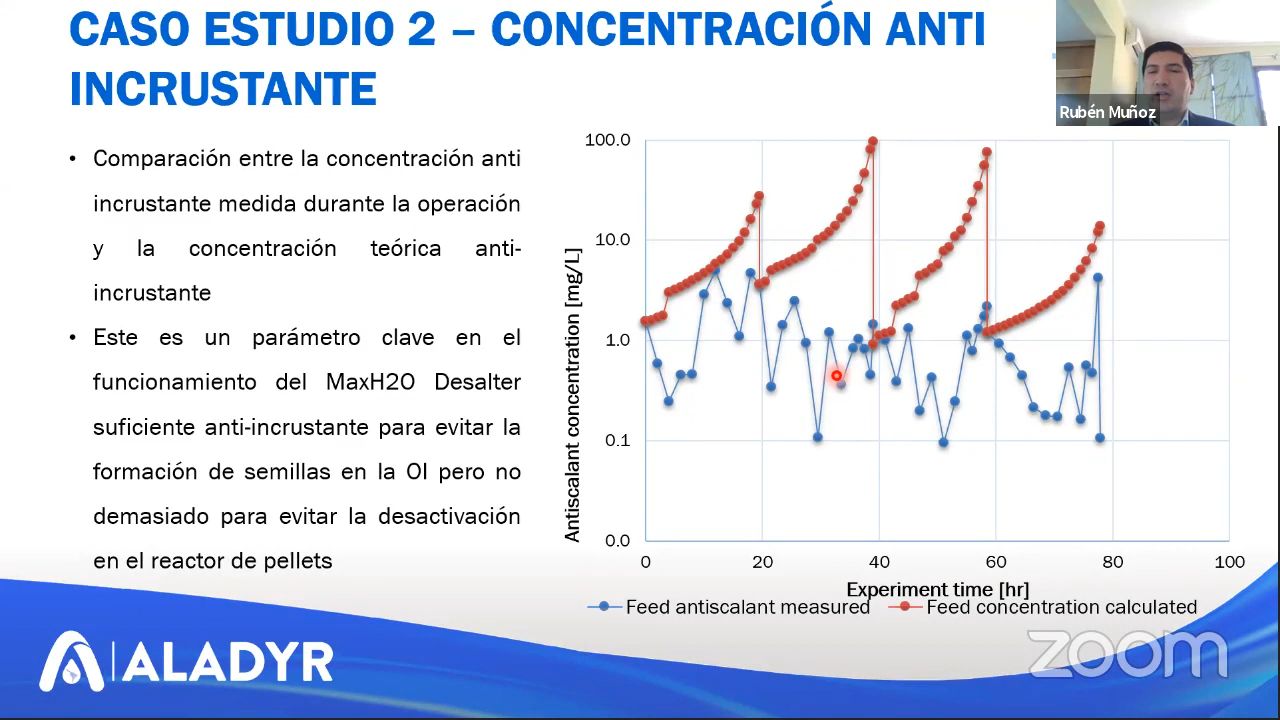 CASO ESTUDIO 2 – CONCENTRACIÓN ANTI
INCRUSTANTE
Rubén Muñoz
• Comparación entre la concentración anti
incrustante medida durante la operación
y la concentración teórica anti-
incrustante
• Este es un parámetro clave en el
funcionamiento del MaxH2O Desalter
suficiente anti-incrustante para evitar la
formación de semillas en la OI pero no
demasiado para evitar la desactivación
en el reactor de pellets
Antiscalant concentration [mg/L]
100.0
10.0
1.0
0.1
0.0
0 20 40 60 80 100
Experiment time [hr]
Feed antiscalant measured Feed concentration calculated
ALADYR
zoom